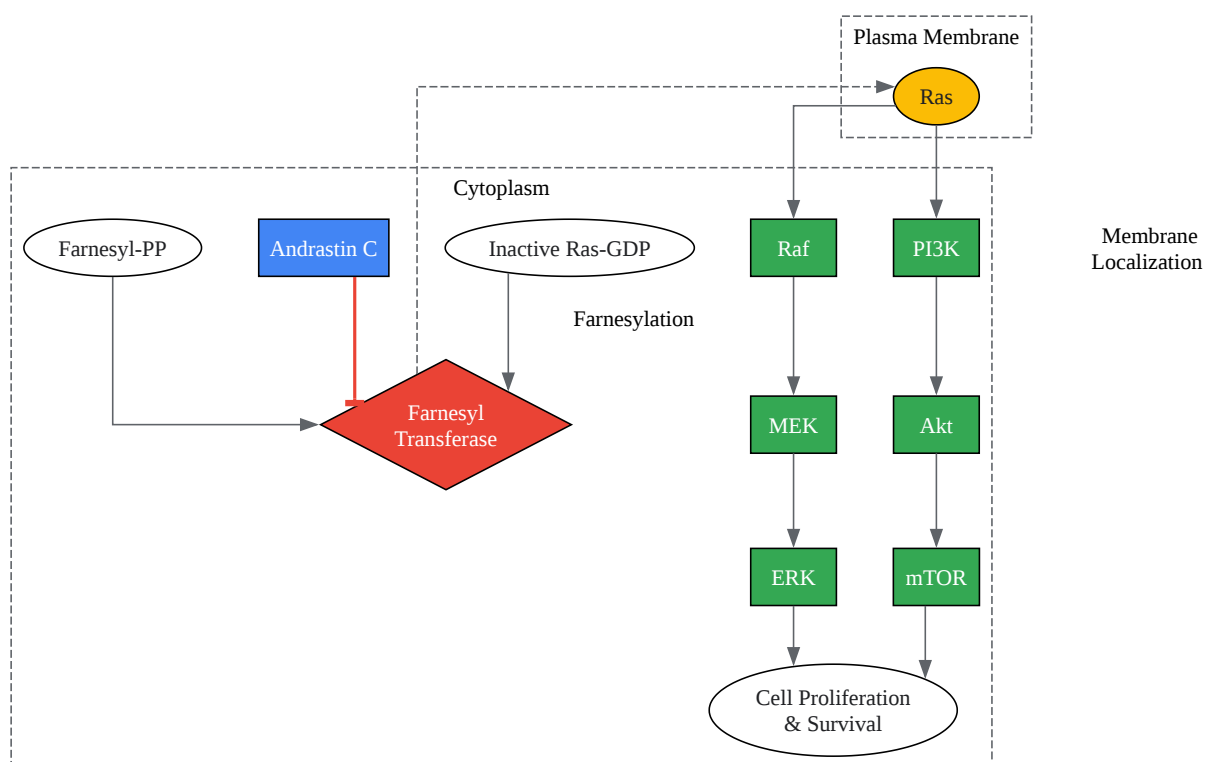 Plasma Membrane
Ras
Cytoplasm
Farnesyl-PP
Andrastin C
Inactive Ras-GDP
Raf
PI3K
Membrane
Localization
Farnesylation
Farnesyl
Transferase
MEK
Akt
ERK
mTOR
Cell Proliferation
& Survival